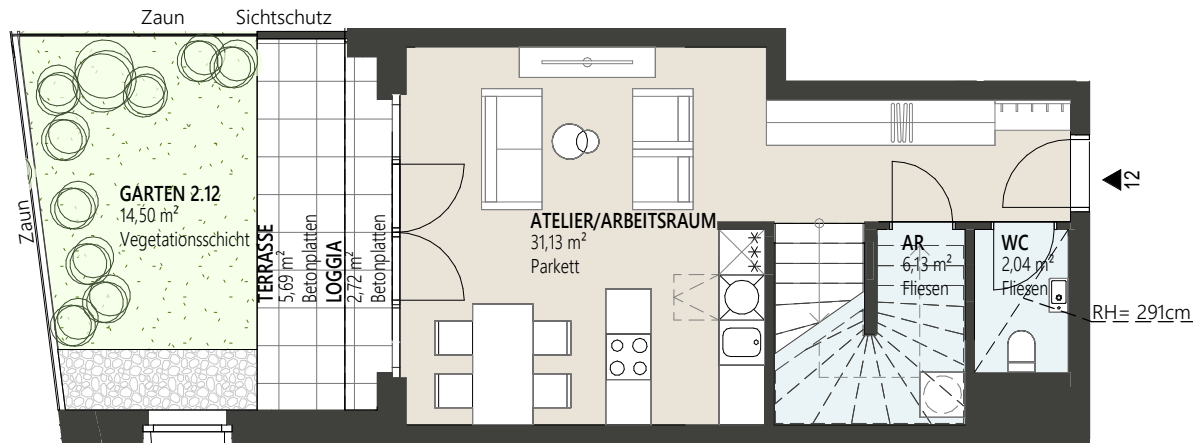 Zaun
Sichtschutz
Zaun
GARTEN 2.12
14,50 m²
Vegetationsschicht
TERRASSE
5,69 m²
Betonplatten
LOGGIA
2,72 m²
Betonplatten
ATELIER/ARBEITSRAUM
31,13 m²
Parkett
AR
6,13 m²
Fliesen
WC
2,04 m²
Fliesen
RH= 291cm
12